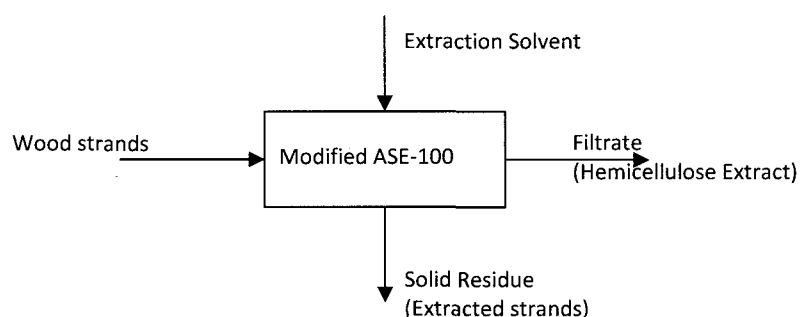 Extraction Solvent
Wood strands
Modified ASE-100
Filtrate
(Hemicellulose Extract)
Solid Residue
(Extracted strands)